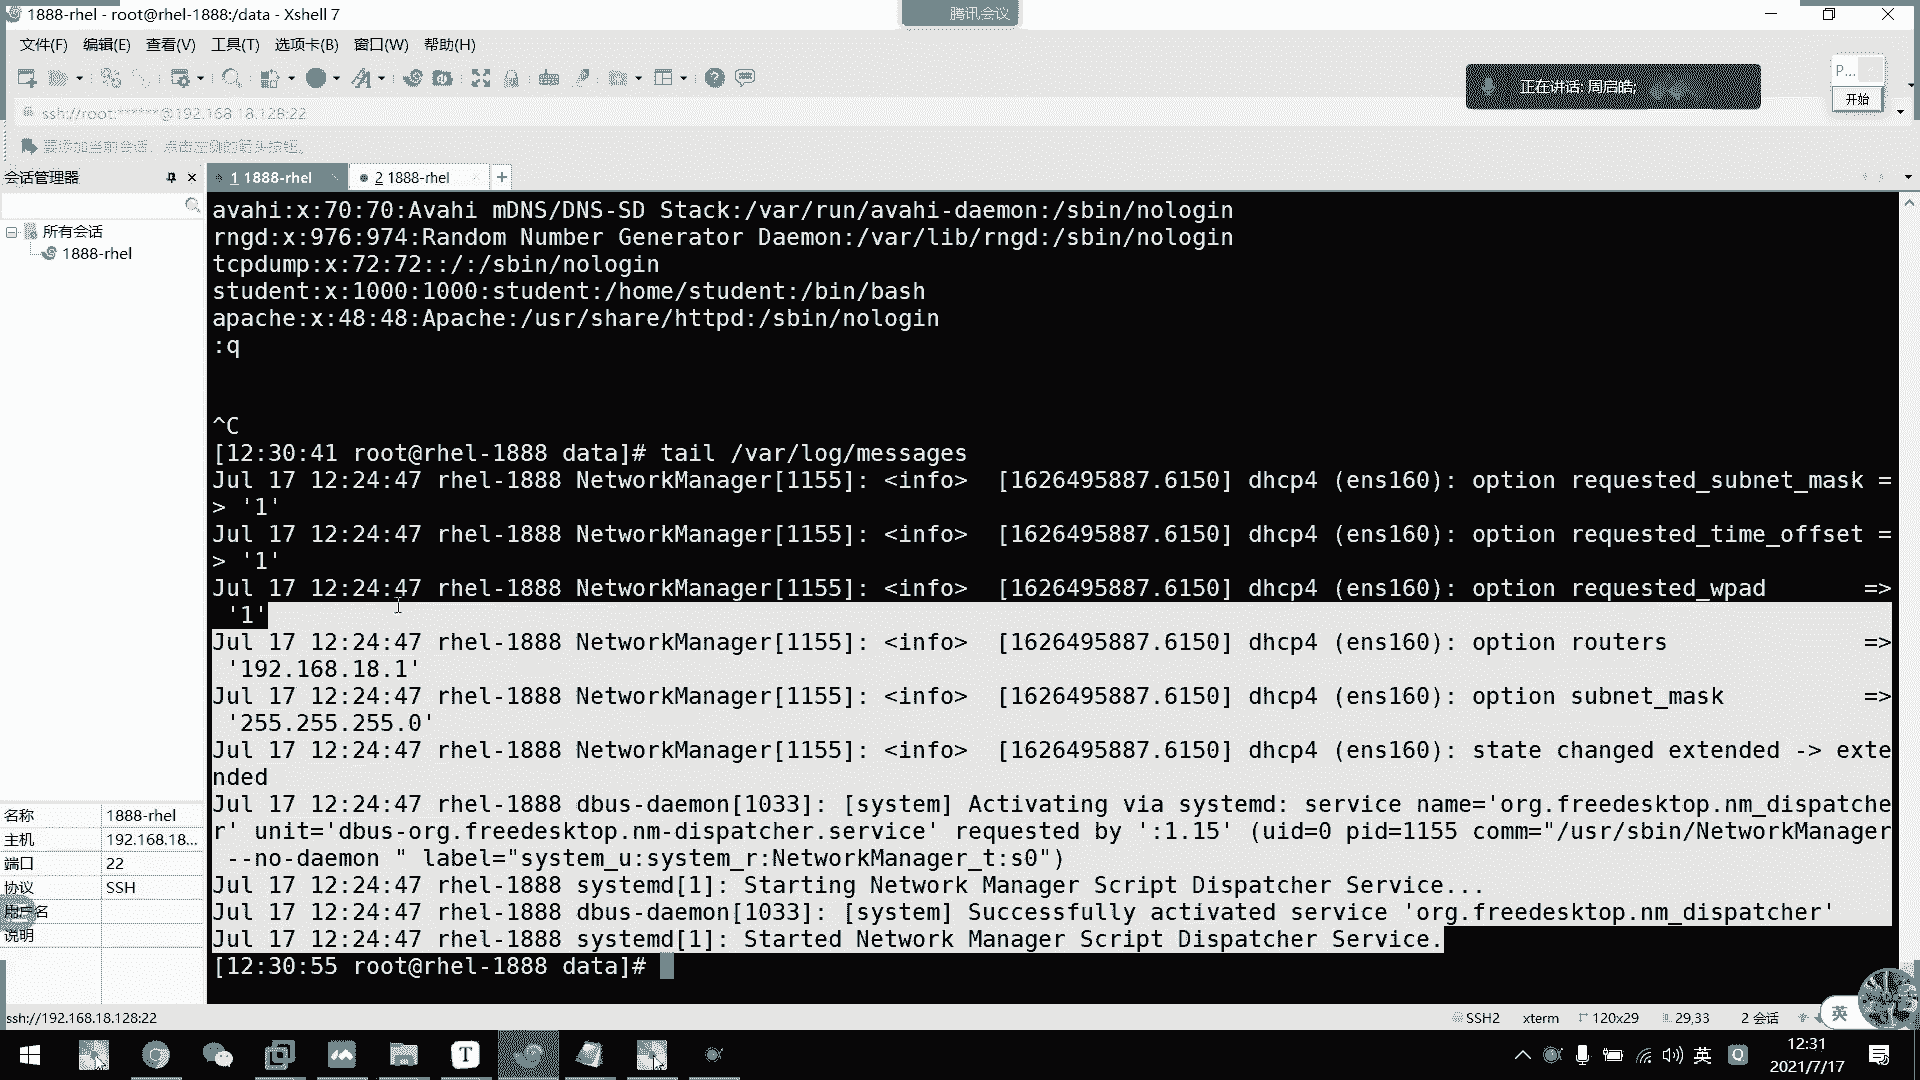 1888-rhel - root@rhel-1888:/data - Xshell 7
腾讯会议
文件(F) 编辑(E) 查看(V) 工具(T) 选项卡(B) 窗口(W) 帮助(H)
正在讲话: 周启皓;
P...
开始
ssh://root:******@192.168.18.128:22
要添加当前会话，点击左侧的箭头按钮。
会话管理器
1 1888-rhel
2 1888-rhel
所有会话
1888-rhel
avahi:x:70:70:Avahi mDNS/DNS-SD Stack:/var/run/avahi-daemon:/sbin/nologin
rngd:x:976:974:Random Number Generator Daemon:/var/lib/rngd:/sbin/nologin
tcpdump:x:72:72::/:/sbin/nologin
student:x:1000:1000:student:/home/student:/bin/bash
apache:x:48:48:Apache:/usr/share/httpd:/sbin/nologin
:q
^C
[12:30:41 root@rhel-1888 data]# tail /var/log/messages
Jul 17 12:24:47 rhel-1888 NetworkManager[1155]: <info>  [1626495887.6150] dhcp4 (ens160): option requested_subnet_mask =
> '1'
Jul 17 12:24:47 rhel-1888 NetworkManager[1155]: <info>  [1626495887.6150] dhcp4 (ens160): option requested_time_offset =
> '1'
Jul 17 12:24:47 rhel-1888 NetworkManager[1155]: <info>  [1626495887.6150] dhcp4 (ens160): option requested_wpad       =>
'1'
Jul 17 12:24:47 rhel-1888 NetworkManager[1155]: <info>  [1626495887.6150] dhcp4 (ens160): option routers              =>
'192.168.18.1'
Jul 17 12:24:47 rhel-1888 NetworkManager[1155]: <info>  [1626495887.6150] dhcp4 (ens160): option subnet_mask          =>
'255.255.255.0'
Jul 17 12:24:47 rhel-1888 NetworkManager[1155]: <info>  [1626495887.6150] dhcp4 (ens160): state changed extended -> exte
nded
Jul 17 12:24:47 rhel-1888 dbus-daemon[1033]: [system] Activating via systemd: service name='org.freedesktop.nm_dispatche
r' unit='dbus-org.freedesktop.nm-dispatcher.service' requested by ':1.15' (uid=0 pid=1155 comm="/usr/sbin/NetworkManager
--no-daemon " label="system_u:system_r:NetworkManager_t:s0")
Jul 17 12:24:47 rhel-1888 systemd[1]: Starting Network Manager Script Dispatcher Service...
Jul 17 12:24:47 rhel-1888 dbus-daemon[1033]: [system] Successfully activated service 'org.freedesktop.nm_dispatcher'
Jul 17 12:24:47 rhel-1888 systemd[1]: Started Network Manager Script Dispatcher Service.
[12:30:55 root@rhel-1888 data]#
名称 1888-rhel
主机 192.168.18...
端口 22
协议 SSH
用户名
说明
ssh://192.168.18.128:22
SSH2 xterm 120x29 29,33 2 会话
英
英
12:31
2021/7/17